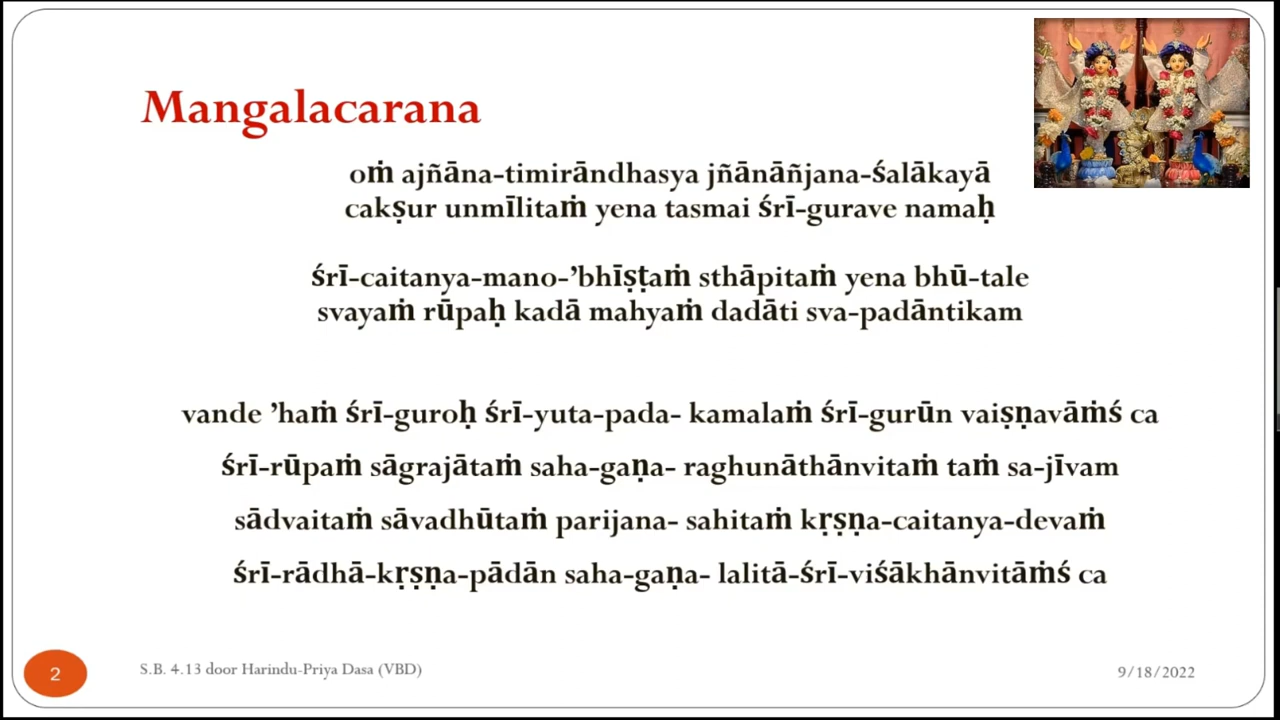 Mangalacarana
oṁ ajñāna-timirāndhasya jñānāñjana-śalākayā
cakṣur unmīlitaṁ yena tasmai śrī-gurave namaḥ
śrī-caitanya-mano-’bhīṣṭaṁ sthāpitaṁ yena bhū-tale
svayaṁ rūpaḥ kadā mahyaṁ dadāti sva-padāntikam
vande ’haṁ śrī-guroḥ śrī-yuta-pada- kamalaṁ śrī-gurūn vaiṣṇavāṁś ca
śrī-rūpaṁ sāgrajātaṁ saha-gaṇa- raghunāthānvitaṁ taṁ sa-jīvam
sādvaitaṁ sāvadhūtaṁ parijana- sahitaṁ kṛṣṇa-caitanya-devaṁ
śrī-rādhā-kṛṣṇa-pādān saha-gaṇa- lalitā-śrī-viśākhānvitāṁś ca
2
S.B. 4.13 door Harindu-Priya Dasa (VBD)
9/18/2022